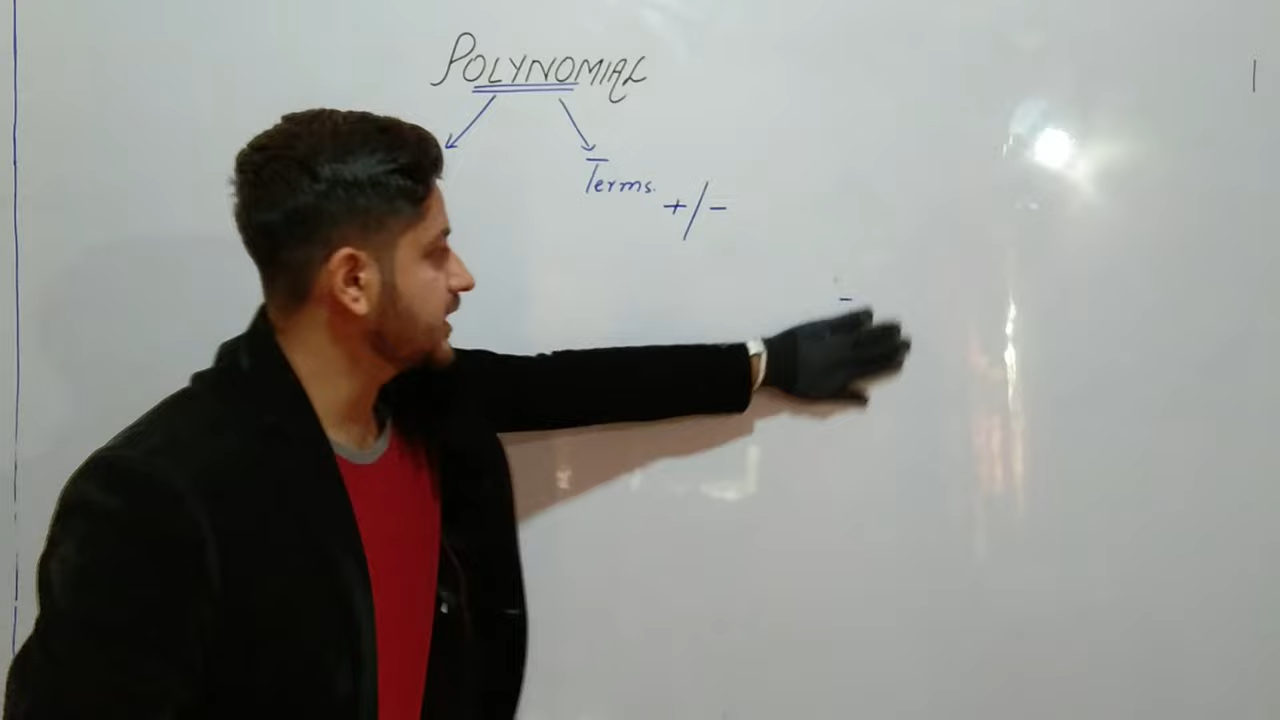 POLYNOMIAL
Terms.
+/-
-